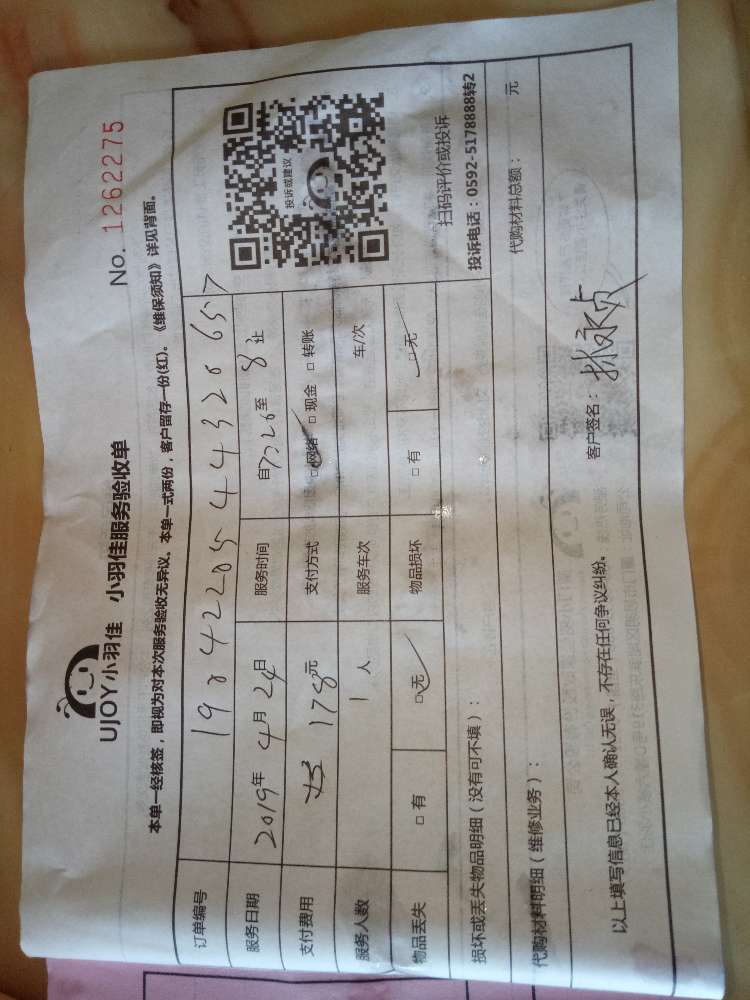 UJOY小羽佳 小羽佳服务验收单
No. 1262275
本单一经核签，即视为对本次服务验收无异议。本单一式两份，客户留存一份(红)。《维保须知》详见背面。
订单编号
服务日期 2019年4月24日 服务时间 至 8 止
支付费用 178元 支付方式 □网络 □现金 □转账
服务人数 1人 服务车次 车/次
物品丢失 □有 □无 物品损坏 □有 □无
投诉或建议
扫码评价或投诉
投诉电话：0592-5178888转2
损坏或丢失物品明细（没有可不填）：
代购材料明细（维修业务）： 代购材料总额： 元
以上填写信息已经本人确认无误，不存在任何争议纠纷。 客户签名：